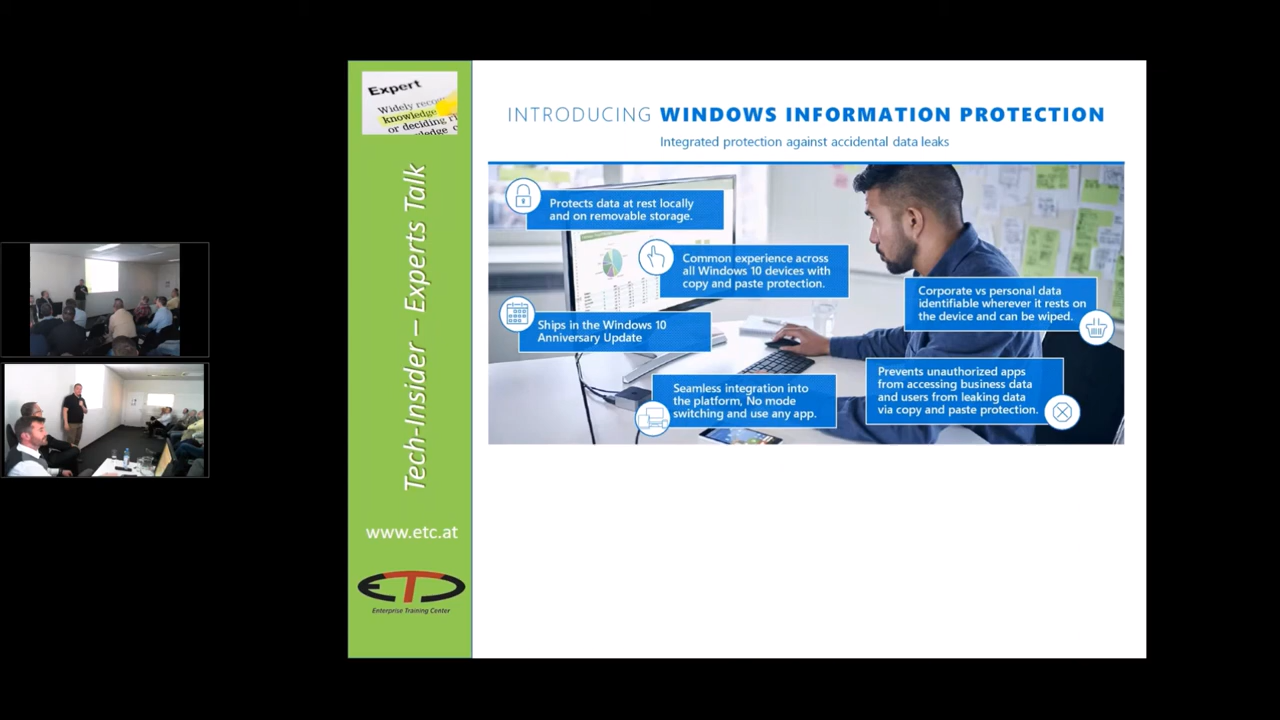 Expert
Widely
knowledge
or deciding
Tech-Insider – Experts Talk
www.etc.at
ETC
Enterprise Training Center
INTRODUCING WINDOWS INFORMATION PROTECTION
Integrated protection against accidental data leaks
Protects data at rest locally
and on removable storage.
Common experience across
all Windows 10 devices with
copy and paste protection.
Corporate vs personal data
identifiable wherever it rests on
the device and can be wiped.
Ships in the Windows 10
Anniversary Update
Seamless integration into
the platform, No mode
switching and use any app.
Prevents unauthorized apps
from accessing business data
and users from leaking data
via copy and paste protection.